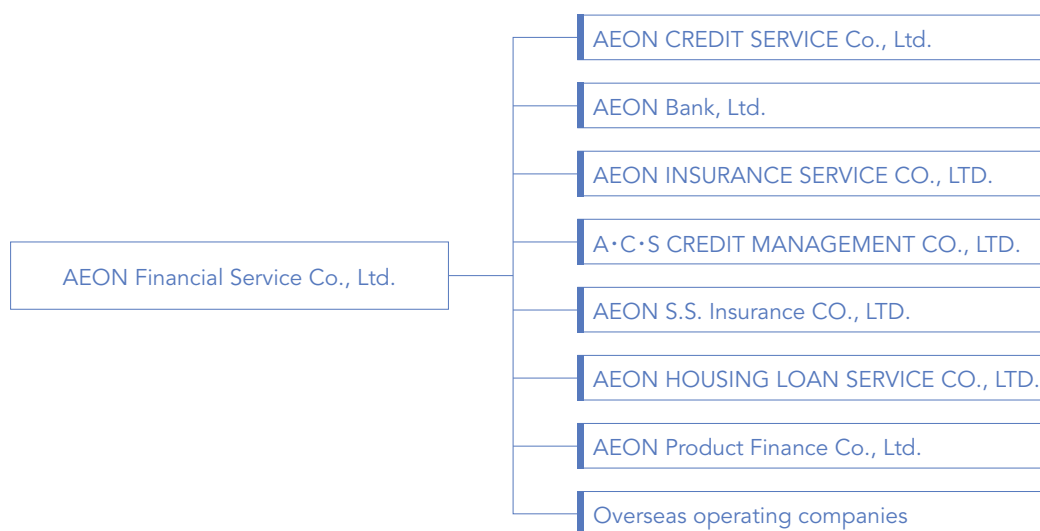 AEON Financial Service Co., Ltd.
AEON CREDIT SERVICE Co., Ltd.
AEON Bank, Ltd.
AEON INSURANCE SERVICE CO., LTD.
A･C･S CREDIT MANAGEMENT CO., LTD.
AEON S.S. Insurance CO., LTD.
AEON HOUSING LOAN SERVICE CO., LTD.
AEON Product Finance Co., Ltd.
Overseas operating companies